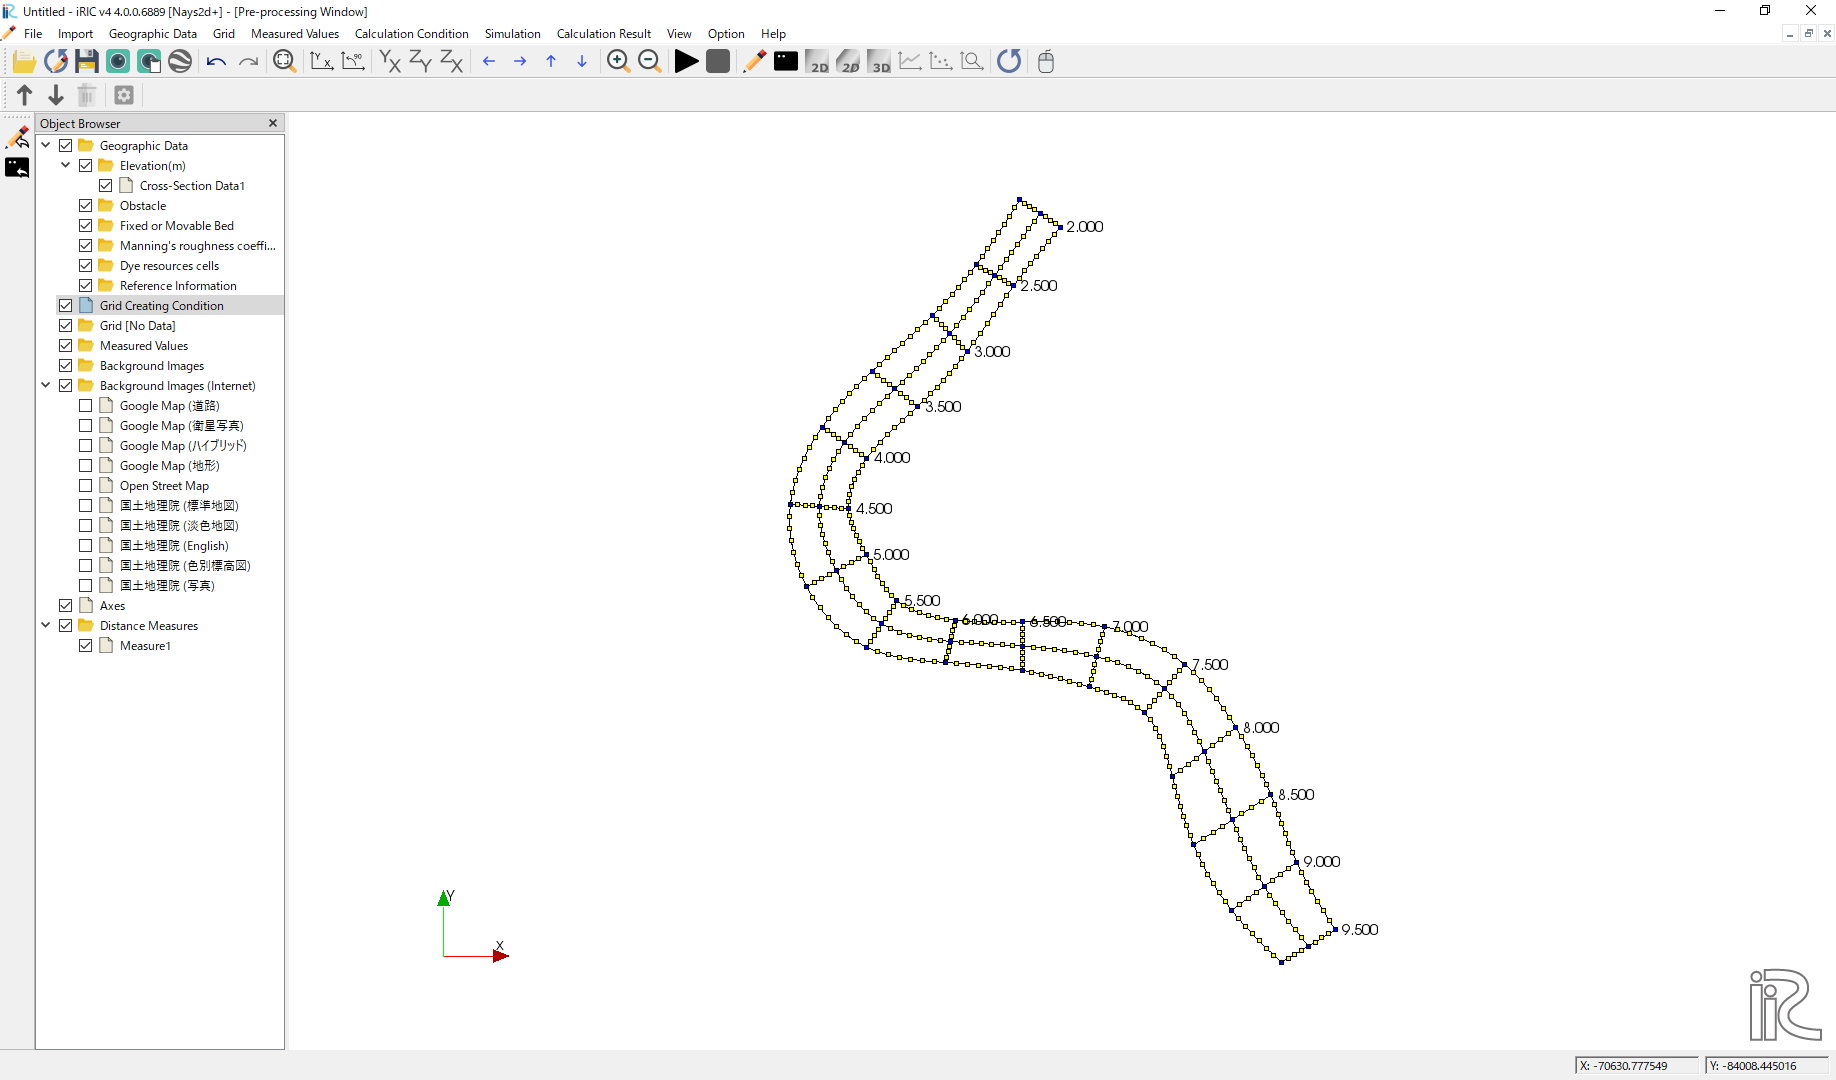 Untitled - iRIC v4 4.0.0.6889 [Nays2d+] - [Pre-processing Window]
File Import Geographic Data Grid Measured Values Calculation Condition Simulation Calculation Result View Option Help
Y X -90 YX ZY ZX 2D 2D 3D
Object Browser
Geographic Data
Elevation(m)
Cross-Section Data1
Obstacle
Fixed or Movable Bed
Manning's roughness coeffi...
Dye resources cells
Reference Information
Grid Creating Condition
Grid [No Data]
Measured Values
Background Images
Background Images (Internet)
Google Map (道路)
Google Map (衛星写真)
Google Map (ハイブリッド)
Google Map (地形)
Open Street Map
国土地理院 (標準地図)
国土地理院 (淡色地図)
国土地理院 (English)
国土地理院 (色別標高図)
国土地理院 (写真)
Axes
Distance Measures
Measure1
2.000
2.500
3.000
3.500
4.000
4.500
5.000
5.500
6.000
6.500
7.000
7.500
8.000
8.500
9.000
9.500
Y
X
iRIC
X: -70630.777549
Y: -84008.445016